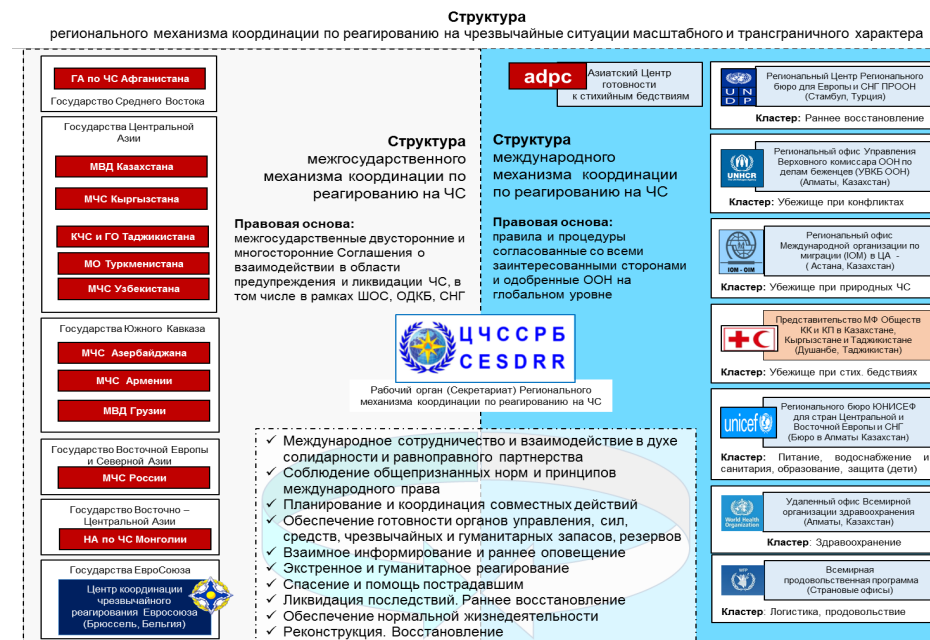 Структура
регионального механизма координации по реагированию на чрезвычайные ситуации масштабного и трансграничного характера
ГА по ЧС Афганистана
Государство Среднего Востока
Государства Центральной
Азии
МВД Казахстана
МЧС Кыргызстана
КЧС и ГО Таджикистана
МО Туркменистана
МЧС Узбекистана
Государства Южного Кавказа
МЧС Азербайджана
МЧС Армении
МВД Грузии
Государство Восточной Европы
и Северной Азии
МЧС России
Государство Восточно –
Центральной Азии
НА по ЧС Монголии
Государства ЕвроСоюза
Центр координации
чрезвычайного
реагирования Евросоюза
(Брюссель, Бельгия)
Структура
межгосударственного
механизма координации по
реагированию на ЧС
Правовая основа:
межгосударственные двусторонние и
многосторонние Соглашения о
взаимодействии в области
предупреждения и ликвидации ЧС, в
том числе в рамках ШОС, ОДКБ, СНГ
adpc
Азиатский Центр
готовности
к стихийным бедствиям
Структура
международного
механизма координации
по реагированию на ЧС
Правовая основа:
правила и процедуры
согласованные со всеми
заинтересованными сторонами
и одобренные ООН на
глобальном уровне
ЦЧССРБ
CESDRR
Рабочий орган (Секретариат) Регионального
механизма координации по реагированию на ЧС
✓ Международное сотрудничество и взаимодействие в духе
солидарности и равноправного партнерства
✓ Соблюдение общепризнанных норм и принципов
международного права
✓ Планирование и координация совместных действий
✓ Обеспечение готовности органов управления, сил,
средств, чрезвычайных и гуманитарных запасов, резервов
✓ Взаимное информирование и раннее оповещение
✓ Экстренное и гуманитарное реагирование
✓ Спасение и помощь пострадавшим
✓ Ликвидация последствий. Раннее восстановление
✓ Обеспечение нормальной жизнедеятельности
✓ Реконструкция. Восстановление
U N
D P
Региональный Центр Регионального
бюро для Европы и СНГ ПРООН
(Стамбул, Турция)
Кластер: Раннее восстановление
UNHCR
Региональный офис Управления
Верховного комиссара ООН по
делам беженцев (УВКБ ООН)
(Алматы, Казахстан)
Кластер: Убежище при конфликтах
IOM - OIM
Региональный офис
Международной организации по
миграции (IOM) в ЦА -
( Астана, Казахстан)
Кластер: Убежище при природных ЧС
Представительство МФ Обществ
КК и КП в Казахстане,
Кыргызстане и Таджикистане
(Душанбе, Таджикистан)
Кластер: Убежище при стих. бедствиях
unicef
Регионального бюро ЮНИСЕФ
для стран Центральной и
Восточной Европы и СНГ
(Бюро в Алматы Казахстан)
Кластер: Питание, водоснабжение и
санитария, образование, защита (дети)
World Health
Organization
Удаленный офис Всемирной
организации здравоохранения
(Алматы, Казахстан)
Кластер: Здравоохранение
WFP
Всемирная
продовольственная программа
(Страновые офисы)
Кластер: Логистика, продовольствие